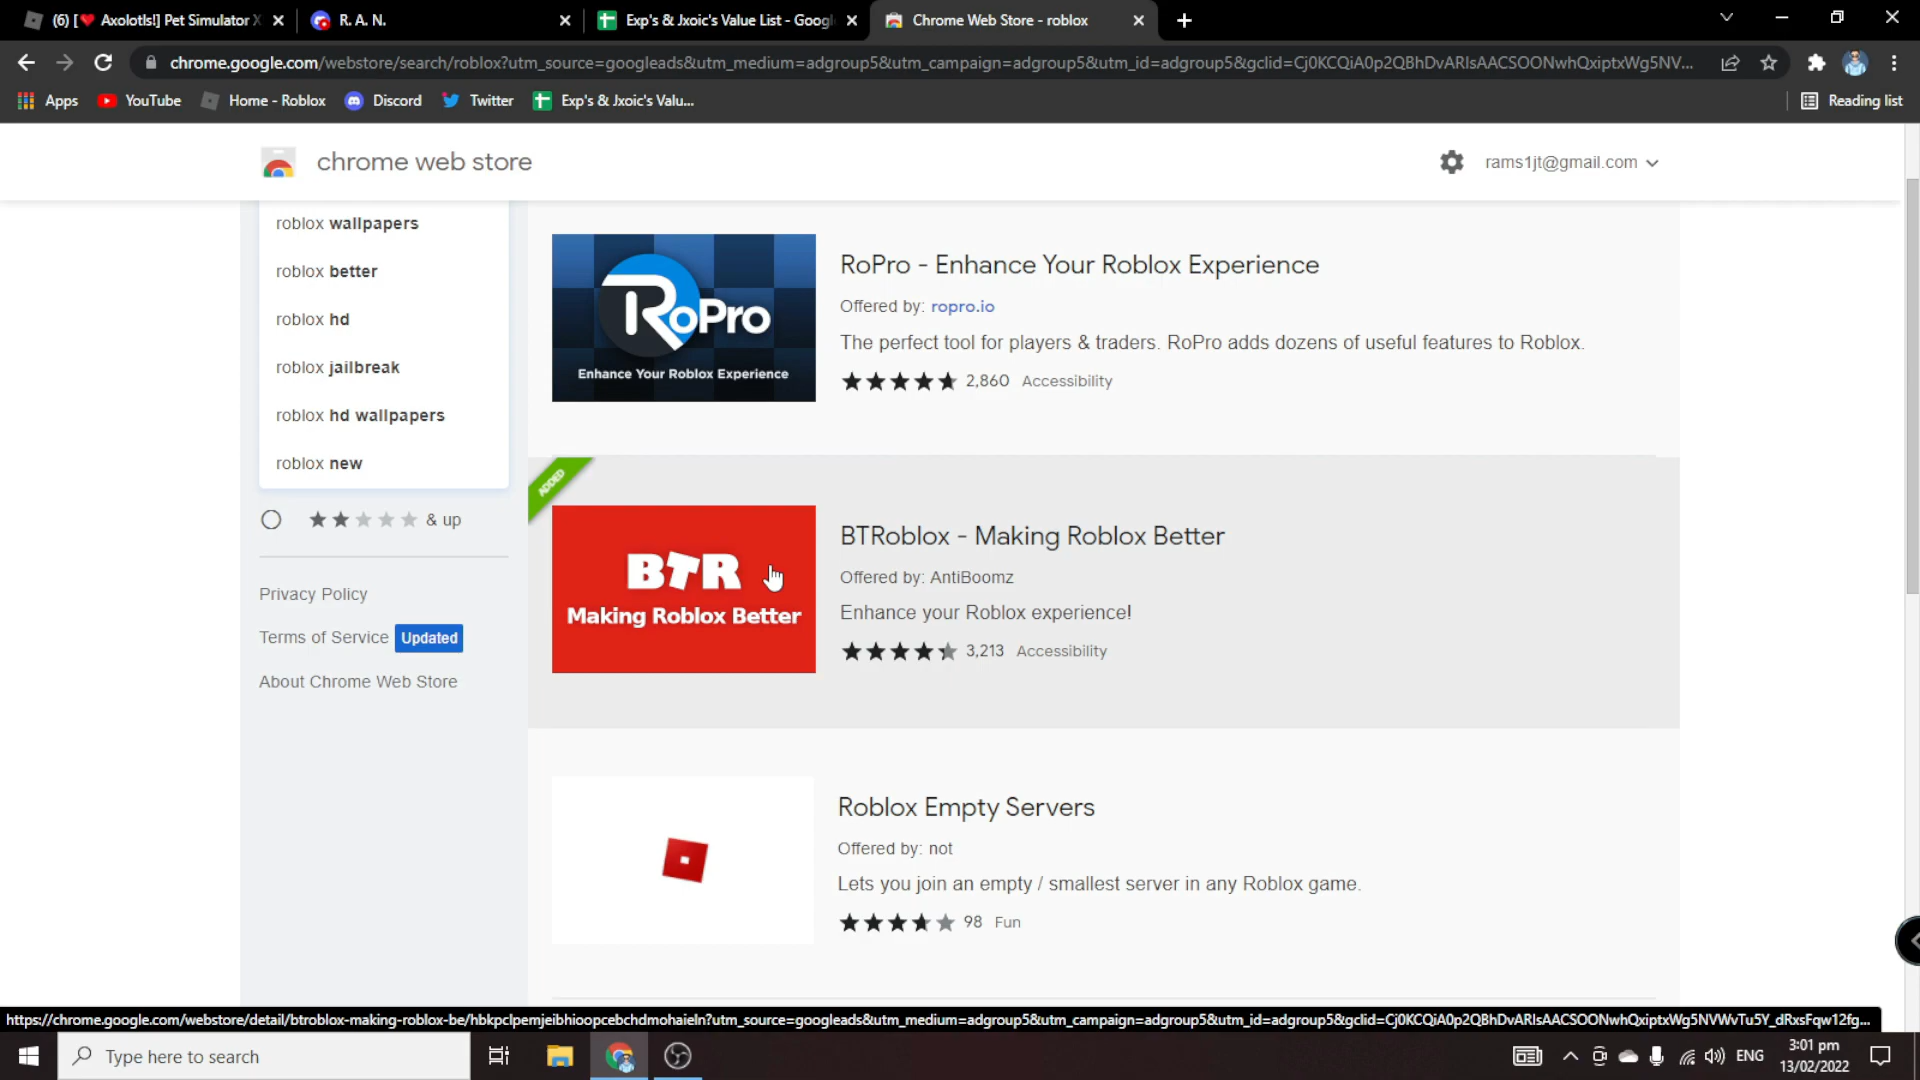 (6) [❤ Axolotls!] Pet Simulator X
R. A. N.
Exp's & Jxoic's Value List - Googl
Chrome Web Store - roblox
chrome.google.com/webstore/search/roblox?utm_source=googleads&utm_medium=adgroup5&utm_campaign=adgroup5&utm_id=adgroup5&gclid=Cj0KCQiA0p2QBhDvARIsAACSOONwhQxiptxWg5NV...
Apps
YouTube
Home - Roblox
Discord
Twitter
Exp's & Jxoic's Valu...
Reading list
chrome web store
rams1jt@gmail.com
roblox wallpapers
roblox better
roblox hd
roblox jailbreak
roblox hd wallpapers
roblox new
& up
Privacy Policy
Terms of Service Updated
About Chrome Web Store
RoPro
Enhance Your Roblox Experience
RoPro - Enhance Your Roblox Experience
Offered by: ropro.io
The perfect tool for players & traders. RoPro adds dozens of useful features to Roblox.
2,860 Accessibility
ADDED
BTR
Making Roblox Better
BTRoblox - Making Roblox Better
Offered by: AntiBoomz
Enhance your Roblox experience!
3,213 Accessibility
Roblox Empty Servers
Offered by: not
Lets you join an empty / smallest server in any Roblox game.
98 Fun
https://chrome.google.com/webstore/detail/btroblox-making-roblox-be/hbkpclpemjeibhioopcebchdmohaieln?utm_source=googleads&utm_medium=adgroup5&utm_campaign=adgroup5&utm_id=adgroup5&gclid=Cj0KCQiA0p2QBhDvARIsAACSOONwhQxiptxWg5NVWvTu5Y_dRxsFqw12fg...
Type here to search
ENG
3:01 pm
13/02/2022